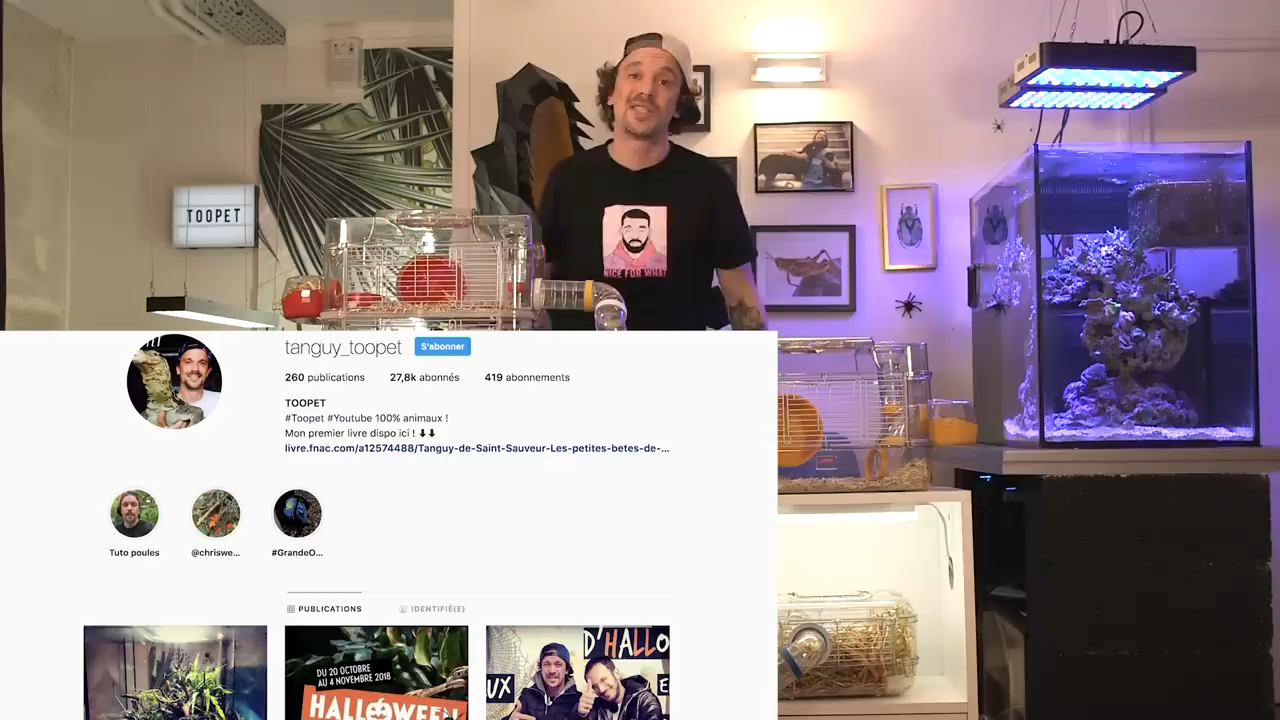 TOOPET
NICE FOR WHAT
tanguy_toopet
S'abonner
260 publications
27,8k abonnés
419 abonnements
TOOPET
#Toopet #Youtube 100% animaux !
Mon premier livre dispo ici ! ⬇⬇
livre.fnac.com/a12574488/Tanguy-de-Saint-Sauveur-Les-petites-betes-de-...
Tuto poules
@chriswe...
#GrandeO...
PUBLICATIONS
IDENTIFIÉ(E)
DU 20 OCTOBRE
AU 4 NOVEMBRE 2018
HALLOWEEN
D'HALLO
UX
E